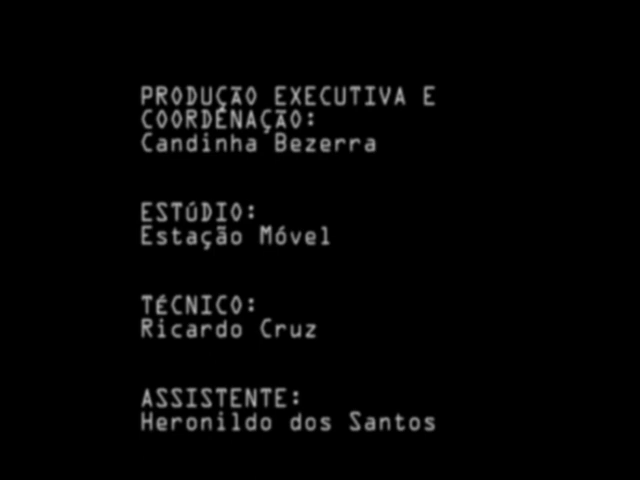 PRODUÇÃO EXECUTIVA E
COORDENAÇÃO:
Candinha Bezerra
ESTÚDIO:
Estação Móvel
TÉCNICO:
Ricardo Cruz
ASSISTENTE:
Heronildo dos Santos